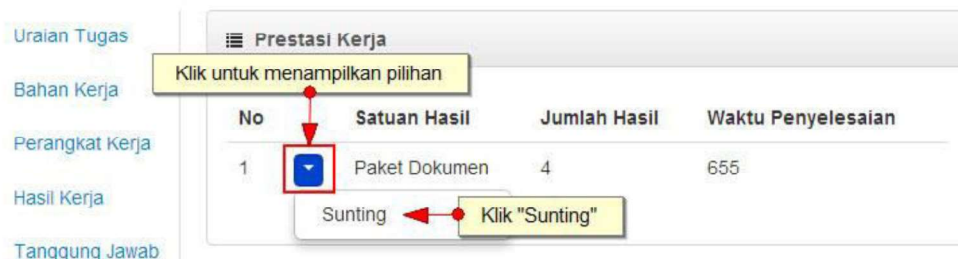 Uraian Tugas
Bahan Kerja
Perangkat Kerja
Hasil Kerja
Tanggung Jawab
Prestasi Kerja
Klik untuk menampilkan pilihan
No Satuan Hasil Jumlah Hasil Waktu Penyelesaian
1 Paket Dokumen 4 655
Sunting
Klik "Sunting"